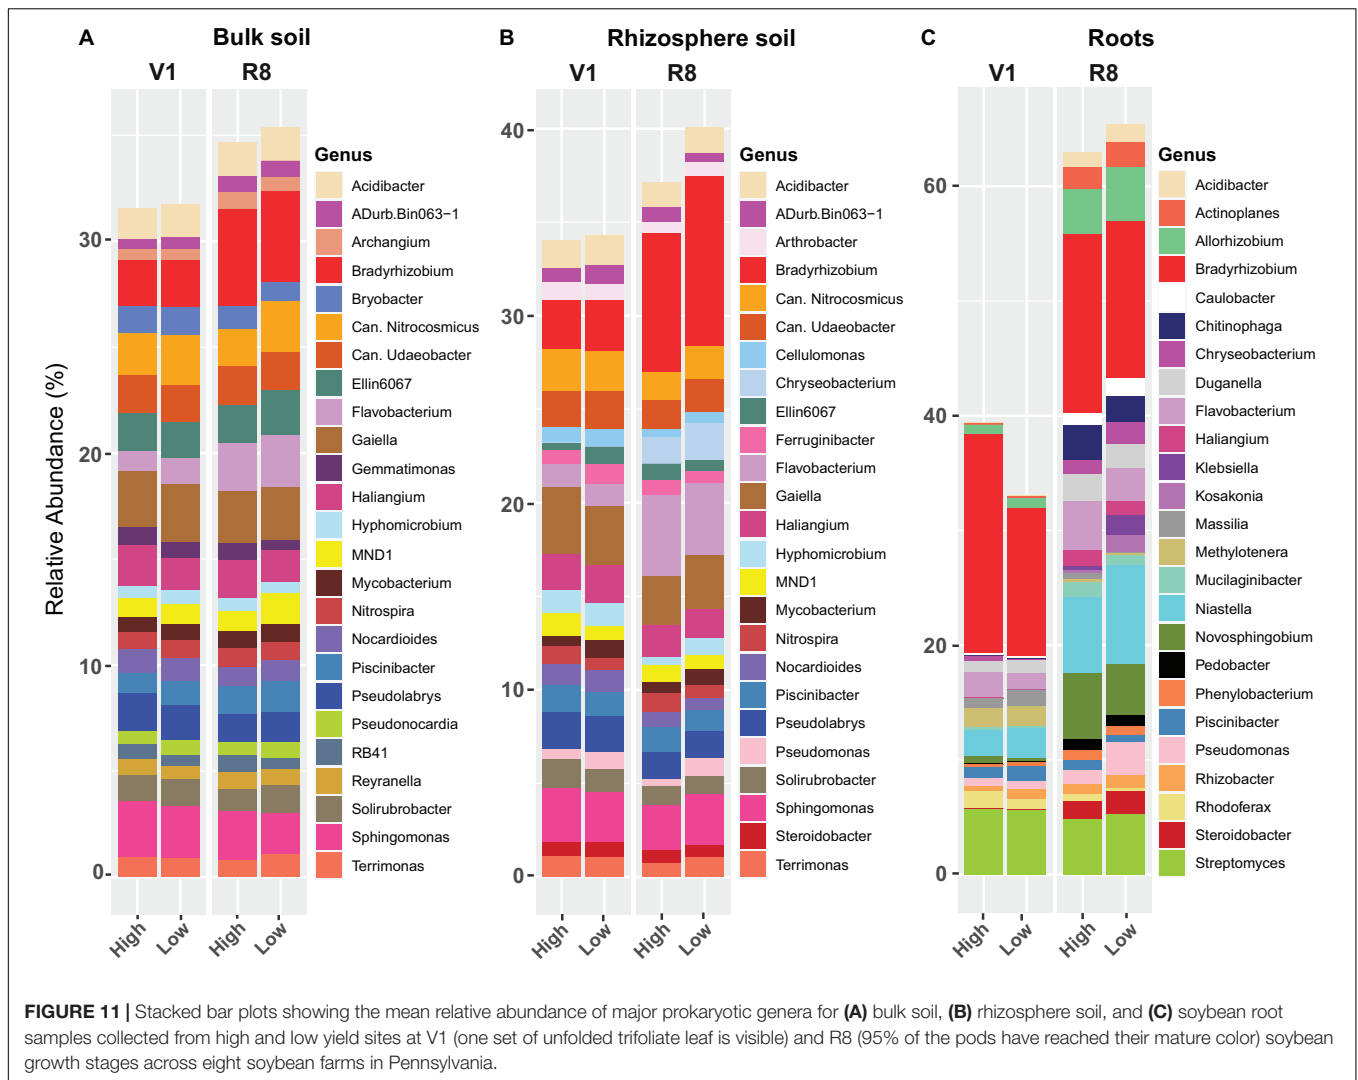 A Bulk soil
V1 R8
Relative Abundance (%)
30
20
10
0
High Low High Low
Genus
Acidibacter
ADurb.Bin063−1
Archangium
Bradyrhizobium
Bryobacter
Can. Nitrocosmicus
Can. Udaeobacter
Ellin6067
Flavobacterium
Gaiella
Gemmatimonas
Haliangium
Hyphomicrobium
MND1
Mycobacterium
Nitrospira
Nocardioides
Piscinibacter
Pseudolabrys
Pseudonocardia
RB41
Reyranella
Solirubrobacter
Sphingomonas
Terrimonas
B Rhizosphere soil
V1 R8
40
30
20
10
0
High Low High Low
Genus
Acidibacter
ADurb.Bin063−1
Arthrobacter
Bradyrhizobium
Can. Nitrocosmicus
Can. Udaeobacter
Cellulomonas
Chryseobacterium
Ellin6067
Ferruginibacter
Flavobacterium
Gaiella
Haliangium
Hyphomicrobium
MND1
Mycobacterium
Nitrospira
Nocardioides
Piscinibacter
Pseudolabrys
Pseudomonas
Solirubrobacter
Sphingomonas
Steroidobacter
Terrimonas
C Roots
V1 R8
60
40
20
0
High Low High Low
Genus
Acidibacter
Actinoplanes
Allorhizobium
Bradyrhizobium
Caulobacter
Chitinophaga
Chryseobacterium
Duganella
Flavobacterium
Haliangium
Klebsiella
Kosakonia
Massilia
Methylotenera
Mucilaginibacter
Niastella
Novosphingobium
Pedobacter
Phenylobacterium
Piscinibacter
Pseudomonas
Rhizobacter
Rhodoferax
Steroidobacter
Streptomyces
FIGURE 11 | Stacked bar plots showing the mean relative abundance of major prokaryotic genera for (A) bulk soil, (B) rhizosphere soil, and (C) soybean root
samples collected from high and low yield sites at V1 (one set of unfolded trifoliate leaf is visible) and R8 (95% of the pods have reached their mature color) soybean
growth stages across eight soybean farms in Pennsylvania.